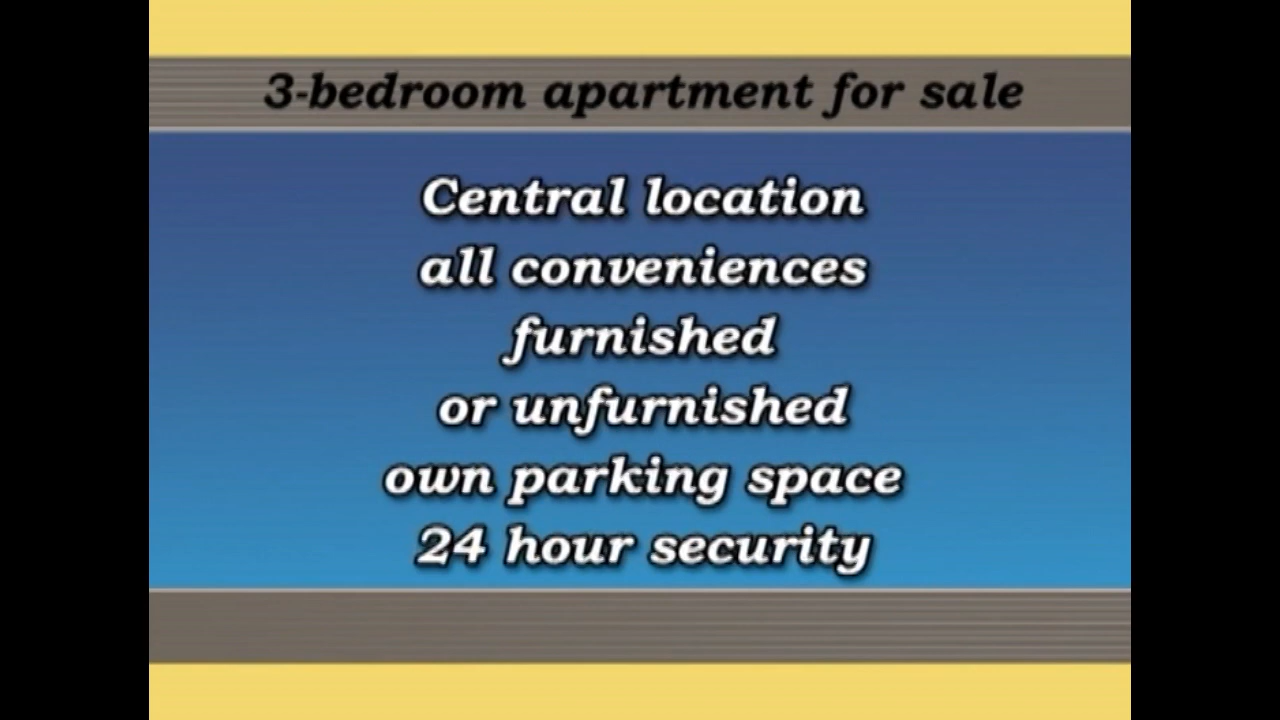 3-bedroom apartment for sale
Central location
all conveniences
furnished
or unfurnished
own parking space
24 hour security